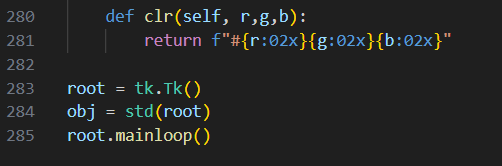 280 def clr(self, r,g,b):
281 return f"#{r:02x}{g:02x}{b:02x}"
282
283 root = tk.Tk()
284 obj = std(root)
285 root.mainloop()